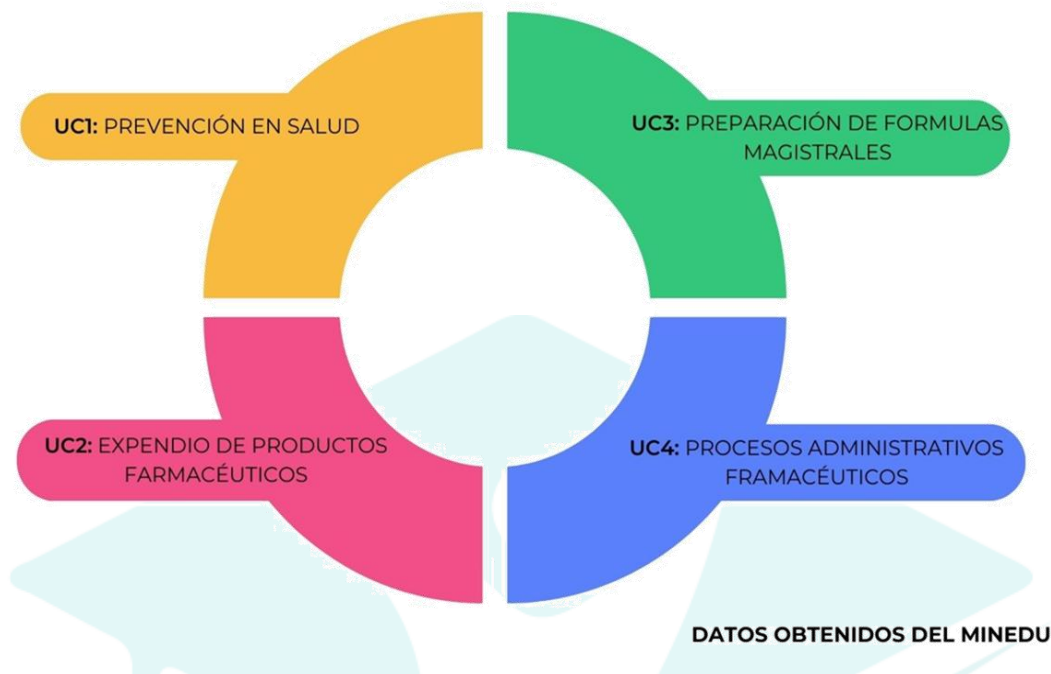 UC1: PREVENCIÓN EN SALUD
UC2: EXPENDIO DE PRODUCTOS
FARMACÉUTICOS
UC3: PREPARACIÓN DE FORMULAS
MAGISTRALES
UC4: PROCESOS ADMINISTRATIVOS
FRAMACÉUTICOS
DATOS OBTENIDOS DEL MINEDU